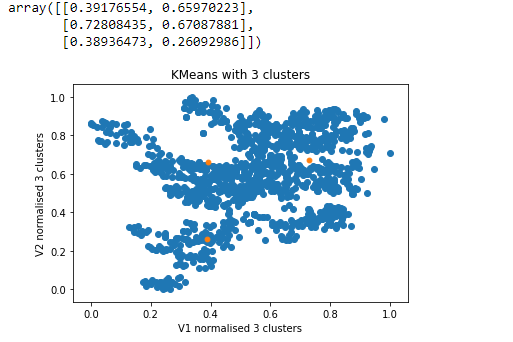 array([[0.39176554, 0.65970223],
[0.72808435, 0.67087881],
[0.38936473, 0.26092986]])
KMeans with 3 clusters
1.0
0.8
0.6
0.4
0.2
0.0
V2 normalised 3 clusters
0.0 0.2 0.4 0.6 0.8 1.0
V1 normalised 3 clusters